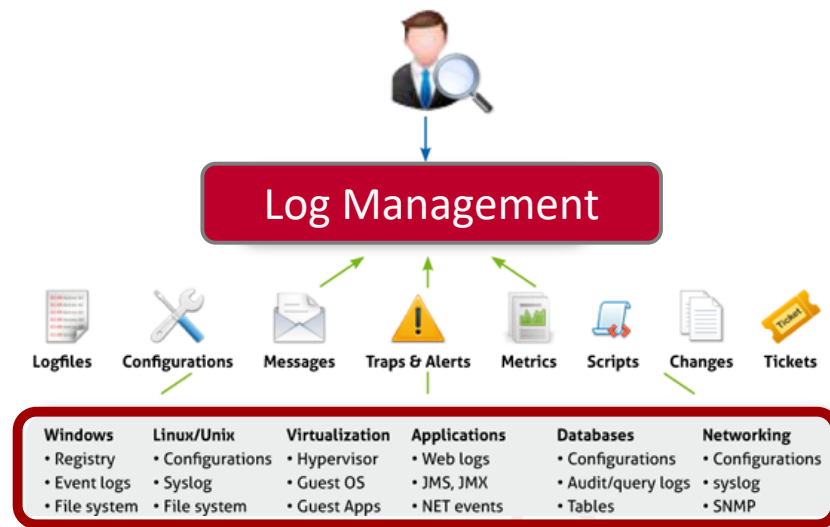 Log Management
Logfiles Configurations Messages Traps & Alerts Metrics Scripts Changes Tickets
Ticket
Windows Linux/Unix Virtualization Applications Databases Networking
• Registry • Configurations • Hypervisor • Web logs • Configurations • Configurations
• Event logs • Syslog • Guest OS • JMS, JMX • Audit/query logs • syslog
• File system • File system • Guest Apps • NET events • Tables • SNMP